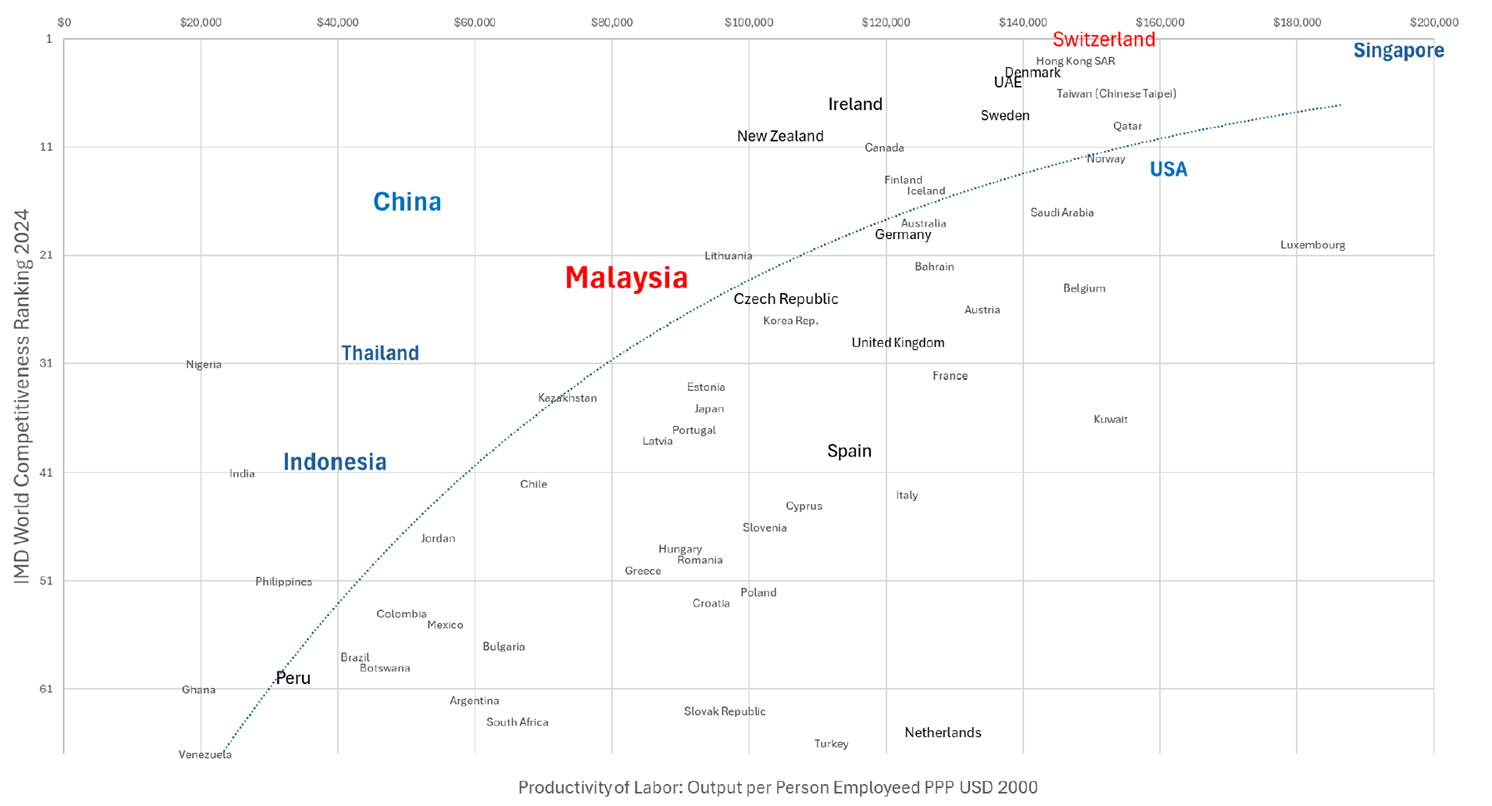 $0 $20,000 $40,000 $60,000 $80,000 $100,000 $120,000 $140,000 $160,000 $180,000 $200,000
1
Switzerland
Singapore
Hong Kong SAR
Denmark
UAE
Taiwan (Chinese Taipei)
Ireland
Sweden
Qatar
New Zealand
11
Canada
Norway
USA
Finland
Iceland
China
Saudi Arabia
Australia
Germany
Luxembourg
21
Lithuania
Bahrain
Malaysia
Belgium
Czech Republic
Austria
Korea Rep.
United Kingdom
Thailand
31
Nigeria
France
Estonia
Kazakhstan
Japan
Kuwait
Portugal
Latvia
Spain
Indonesia
41
India
Chile
Italy
Cyprus
Slovenia
Jordan
Hungary
Romania
Greece
51
Philippines
Poland
Croatia
Colombia
Mexico
Bulgaria
Brazil
Botswana
Peru
61
Ghana
Argentina
Slovak Republic
South Africa
Netherlands
Turkey
Venezuela
IMD World Competitiveness Ranking 2024
Productivity of Labor: Output per Person Employeed PPP USD 2000